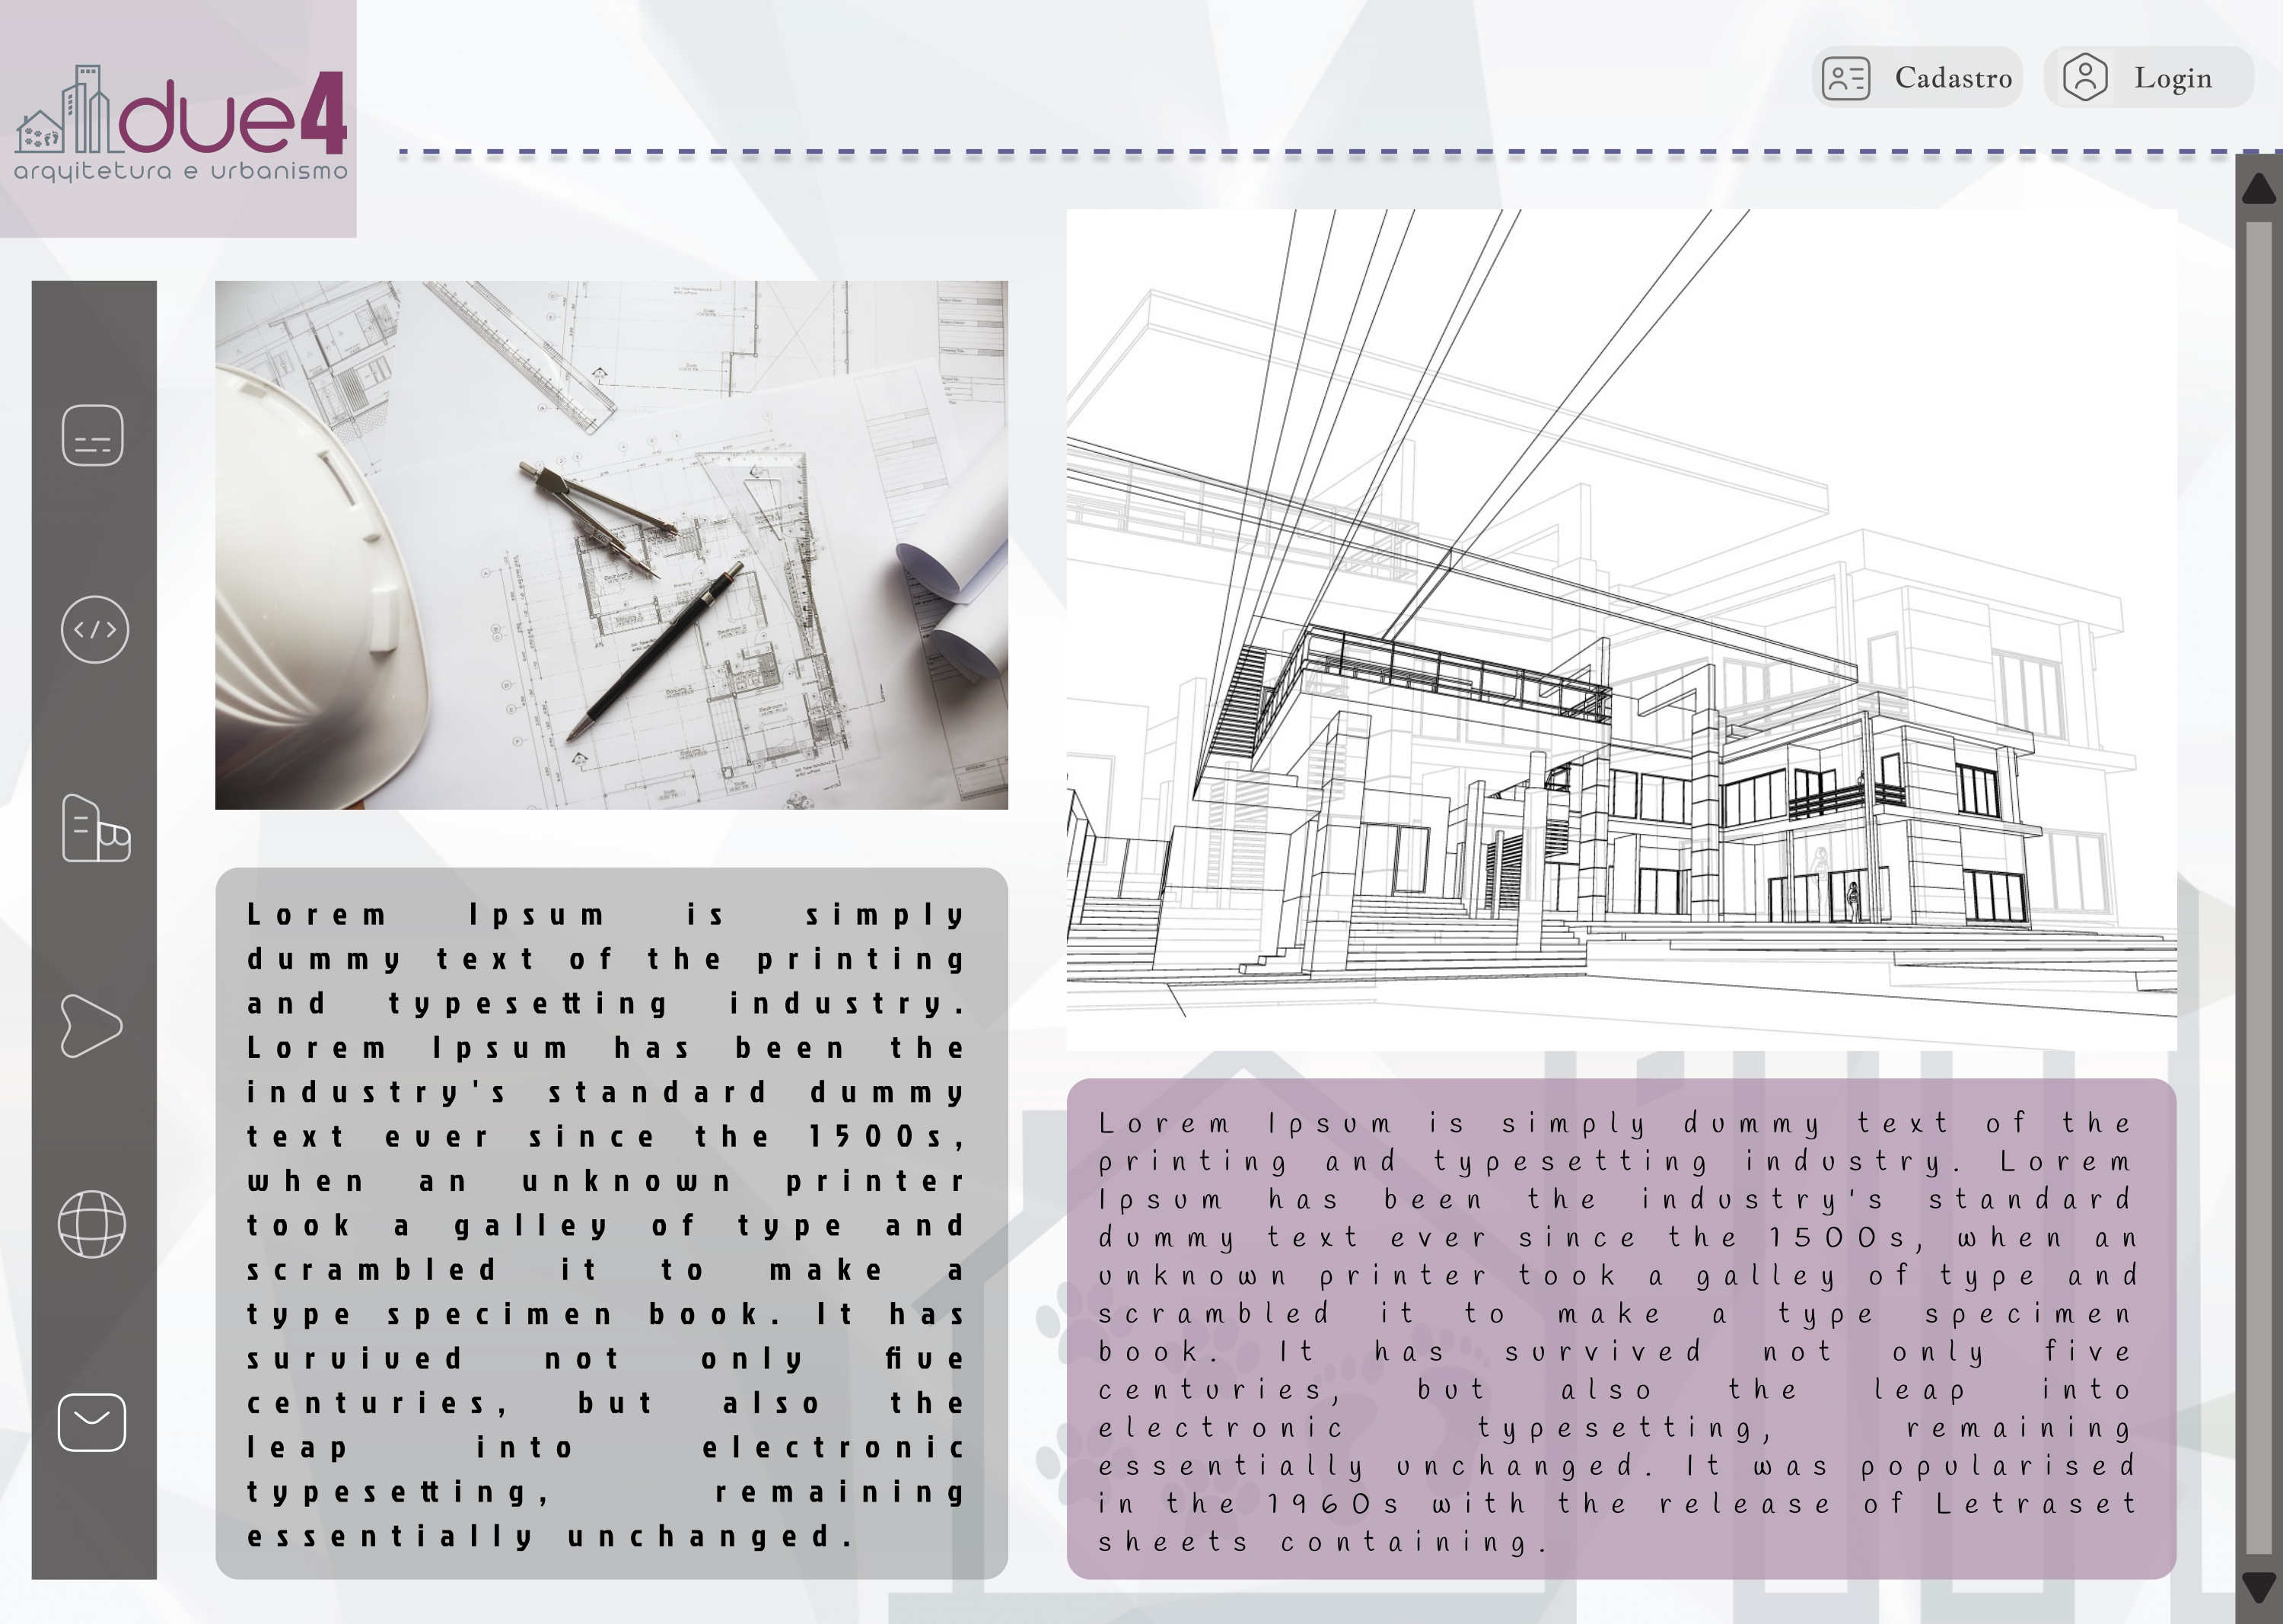 due4
arquitetura e urbanismo
Cadastro
Login
Lorem Ipsum is simply
dummy text of the printing
and typesetting industry.
Lorem Ipsum has been the
industry's standard dummy
text ever since the 1500s,
when an unknown printer
took a galley of type and
scrambled it to make a
type specimen book. It has
survived not only five
centuries, but also the
leap into electronic
typesetting, remaining
essentially unchanged.
Lorem Ipsum is simply dummy text of the
printing and typesetting industry. Lorem
Ipsum has been the industry's standard
dummy text ever since the 1500s, when an
unknown printer took a galley of type and
scrambled it to make a type specimen
book. It has survived not only five
centuries, but also the leap into
electronic typesetting, remaining
essentially unchanged. It was popularised
in the 1960s with the release of Letraset
sheets containing.